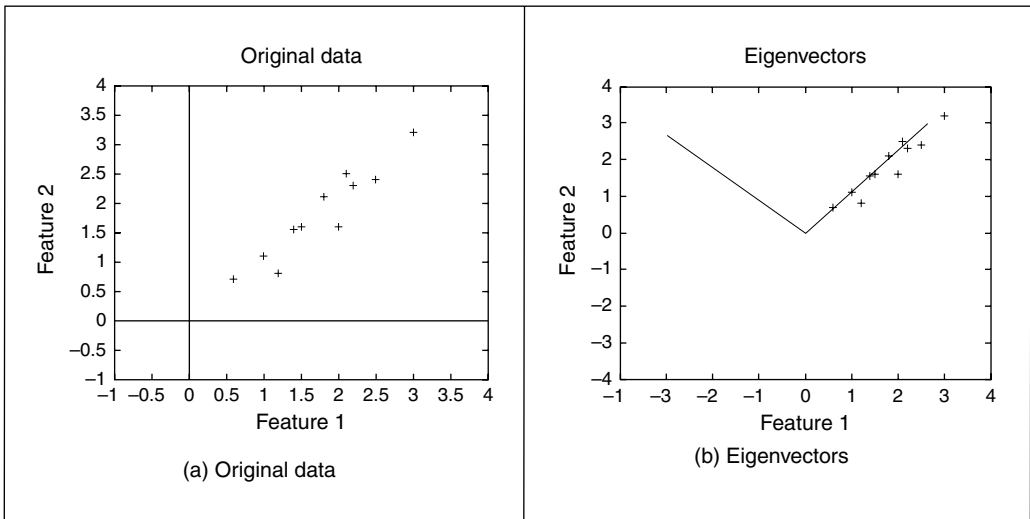 Original data
4
3.5
3
2.5
2
1.5
1
0.5
0
–0.5
–1
Feature 2
–1 –0.5 0 0.5 1 1.5 2 2.5 3 3.5 4
Feature 1
(a) Original data
Eigenvectors
4
3
2
1
0
–1
–2
–3
–4
Feature 2
–1 –3 –2 –1 0 1 2 3 4
Feature 1
(b) Eigenvectors